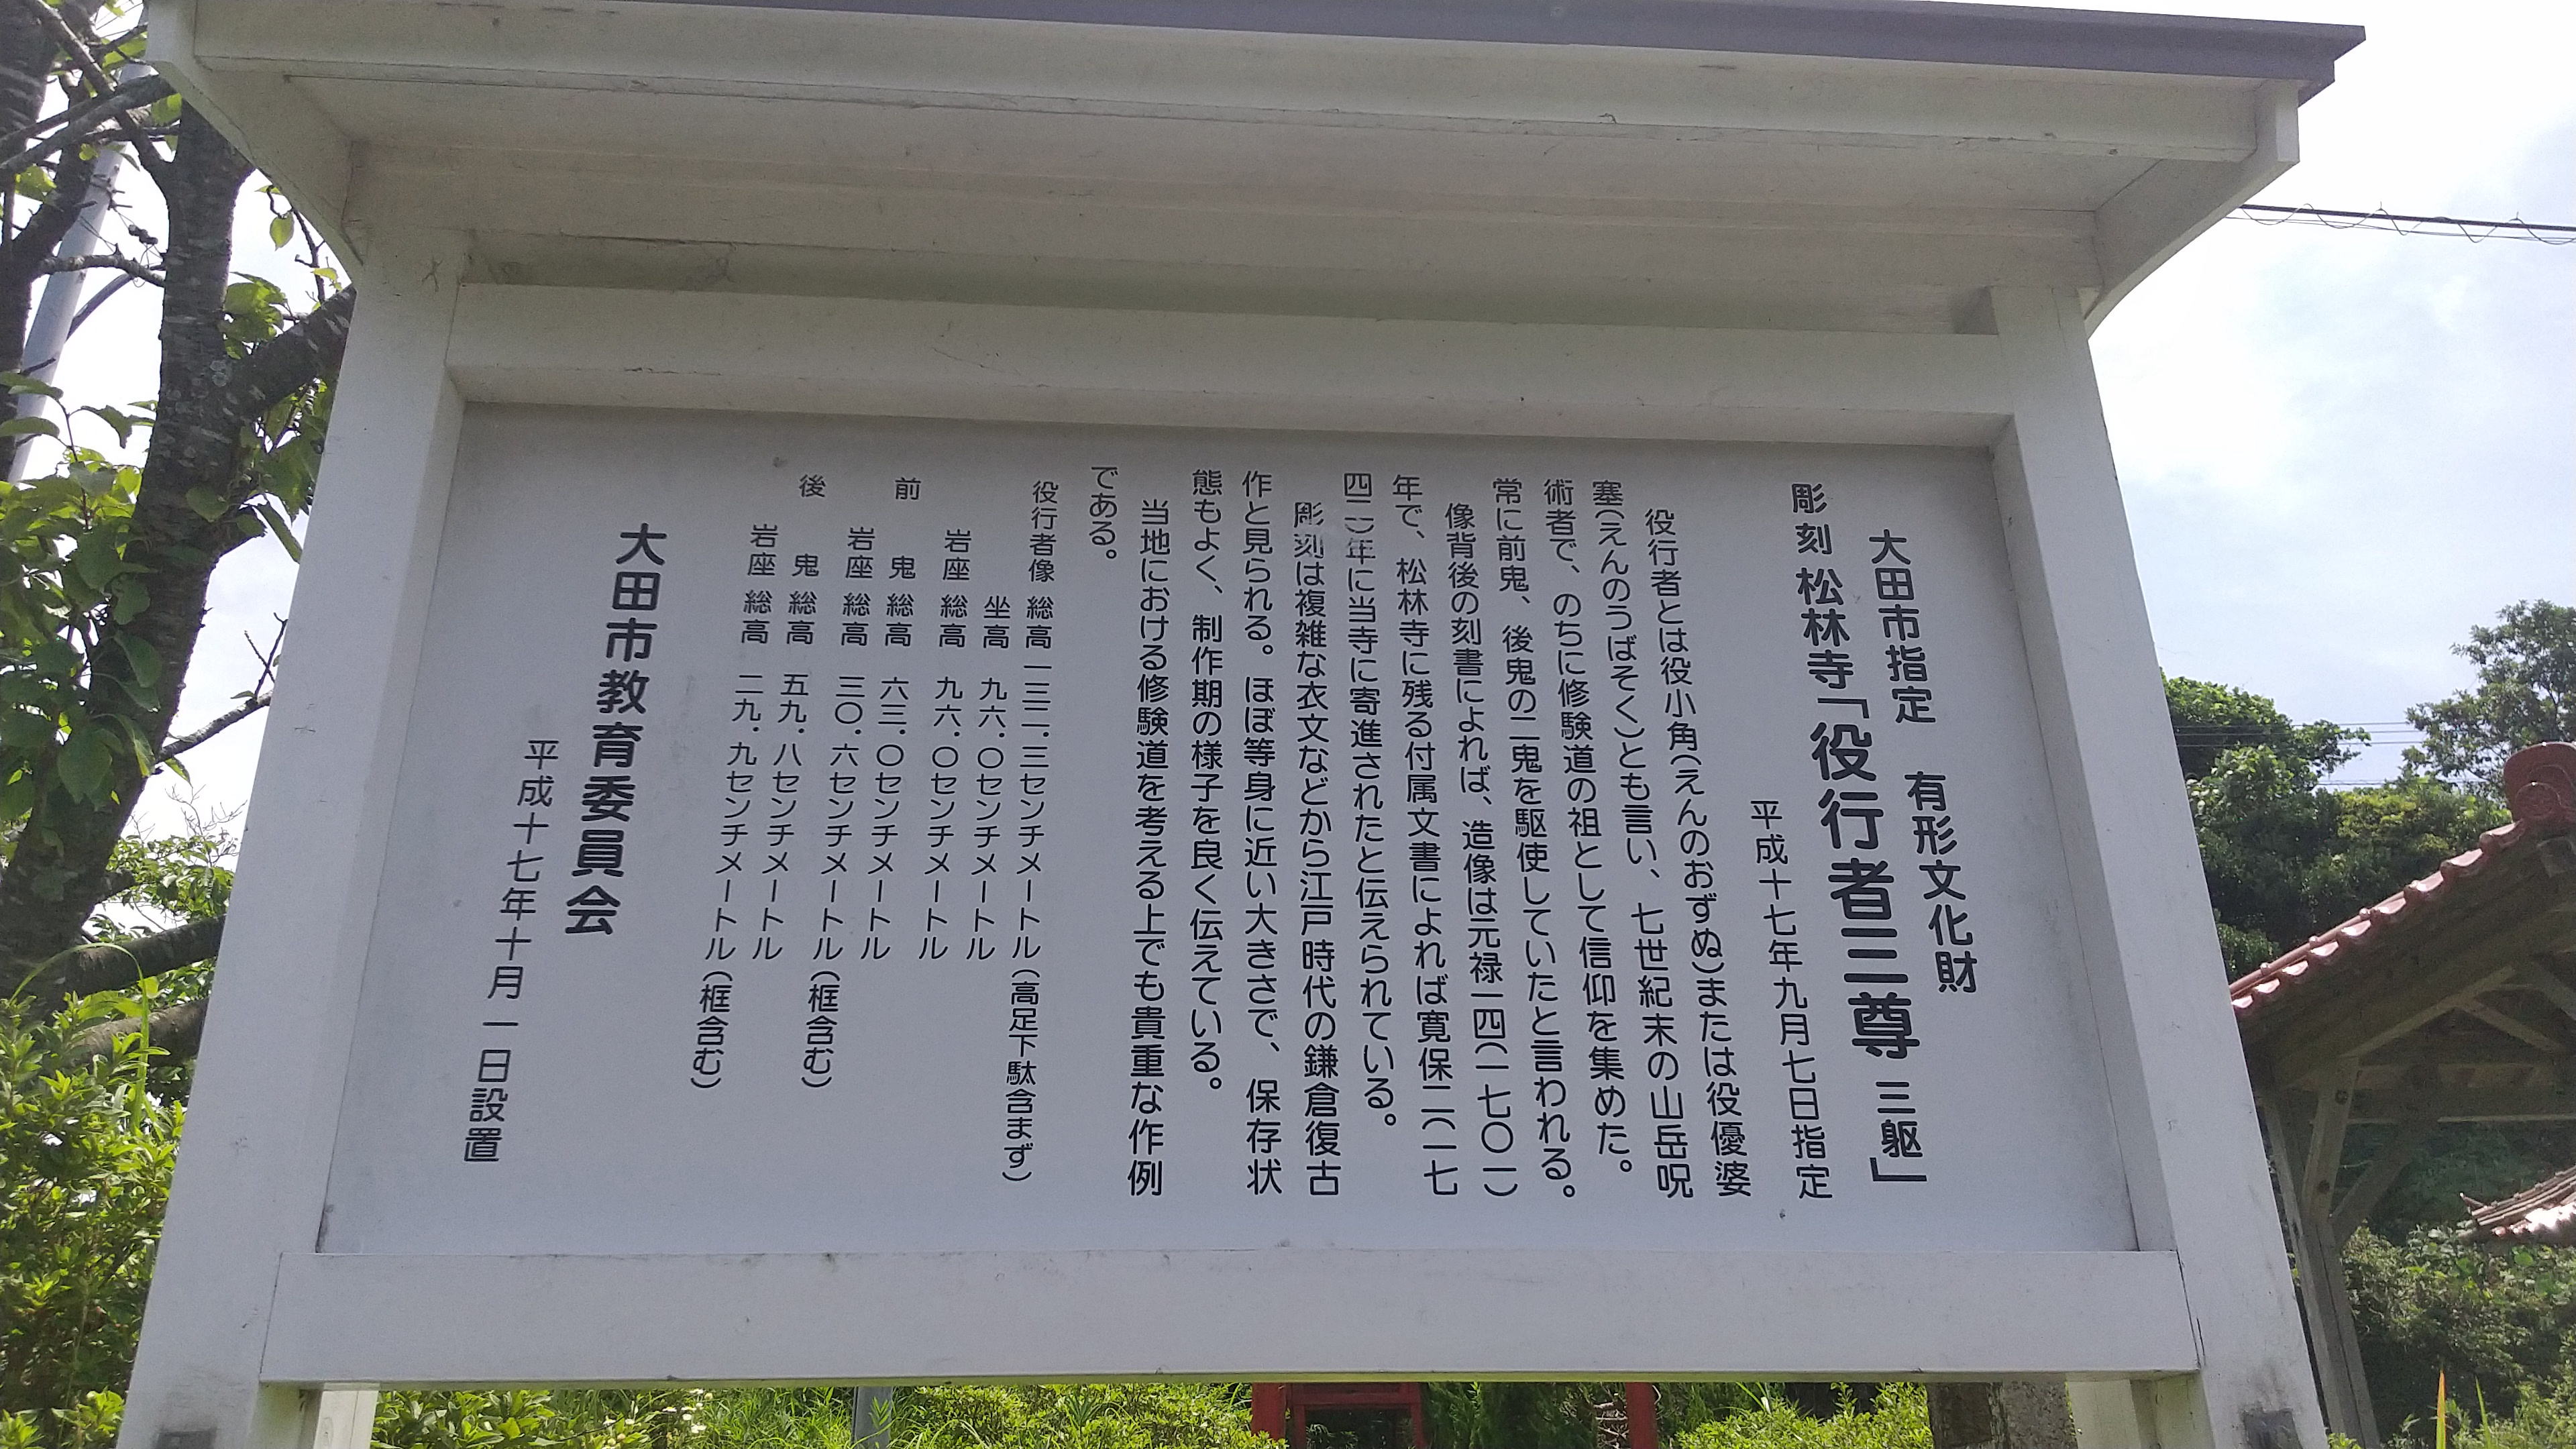 大田市指定　有形文化財
彫刻 松林寺「役行者三尊 三躯」
平成十七年九月七日指定
役行者とは役小角（えんのおずぬ）または役優婆
塞（えんのうばそく）とも言い、七世紀末の山岳呪
術者で、のちに修験道の祖として信仰を集めた。
常に前鬼、後鬼の二鬼を駆使していたと言われる。
像背後の刻書によれば、造像は元禄一四（一七〇一）
年で、松林寺に残る付属文書によれば寛保二（一七
四二）年に当寺に寄進されたと伝えられている。
彫刻は複雑な衣文などから江戸時代の鎌倉復古
作と見られる。ほぼ等身に近い大きさで、保存状
態もよく、制作期の様子を良く伝えている。
当地における修験道を考える上でも貴重な作例
である。
役行者像 総高 一三二．三センチメートル（高足下駄含まず）
坐高 九六．〇センチメートル
岩座 総高 九六．〇センチメートル
前鬼 総高 六三．〇センチメートル
岩座 総高 三〇．六センチメートル（框含む）
後鬼 総高 五九．八センチメートル
岩座 総高 二九．九センチメートル（框含む）
大田市教育委員会
平成十七年十月一日設置